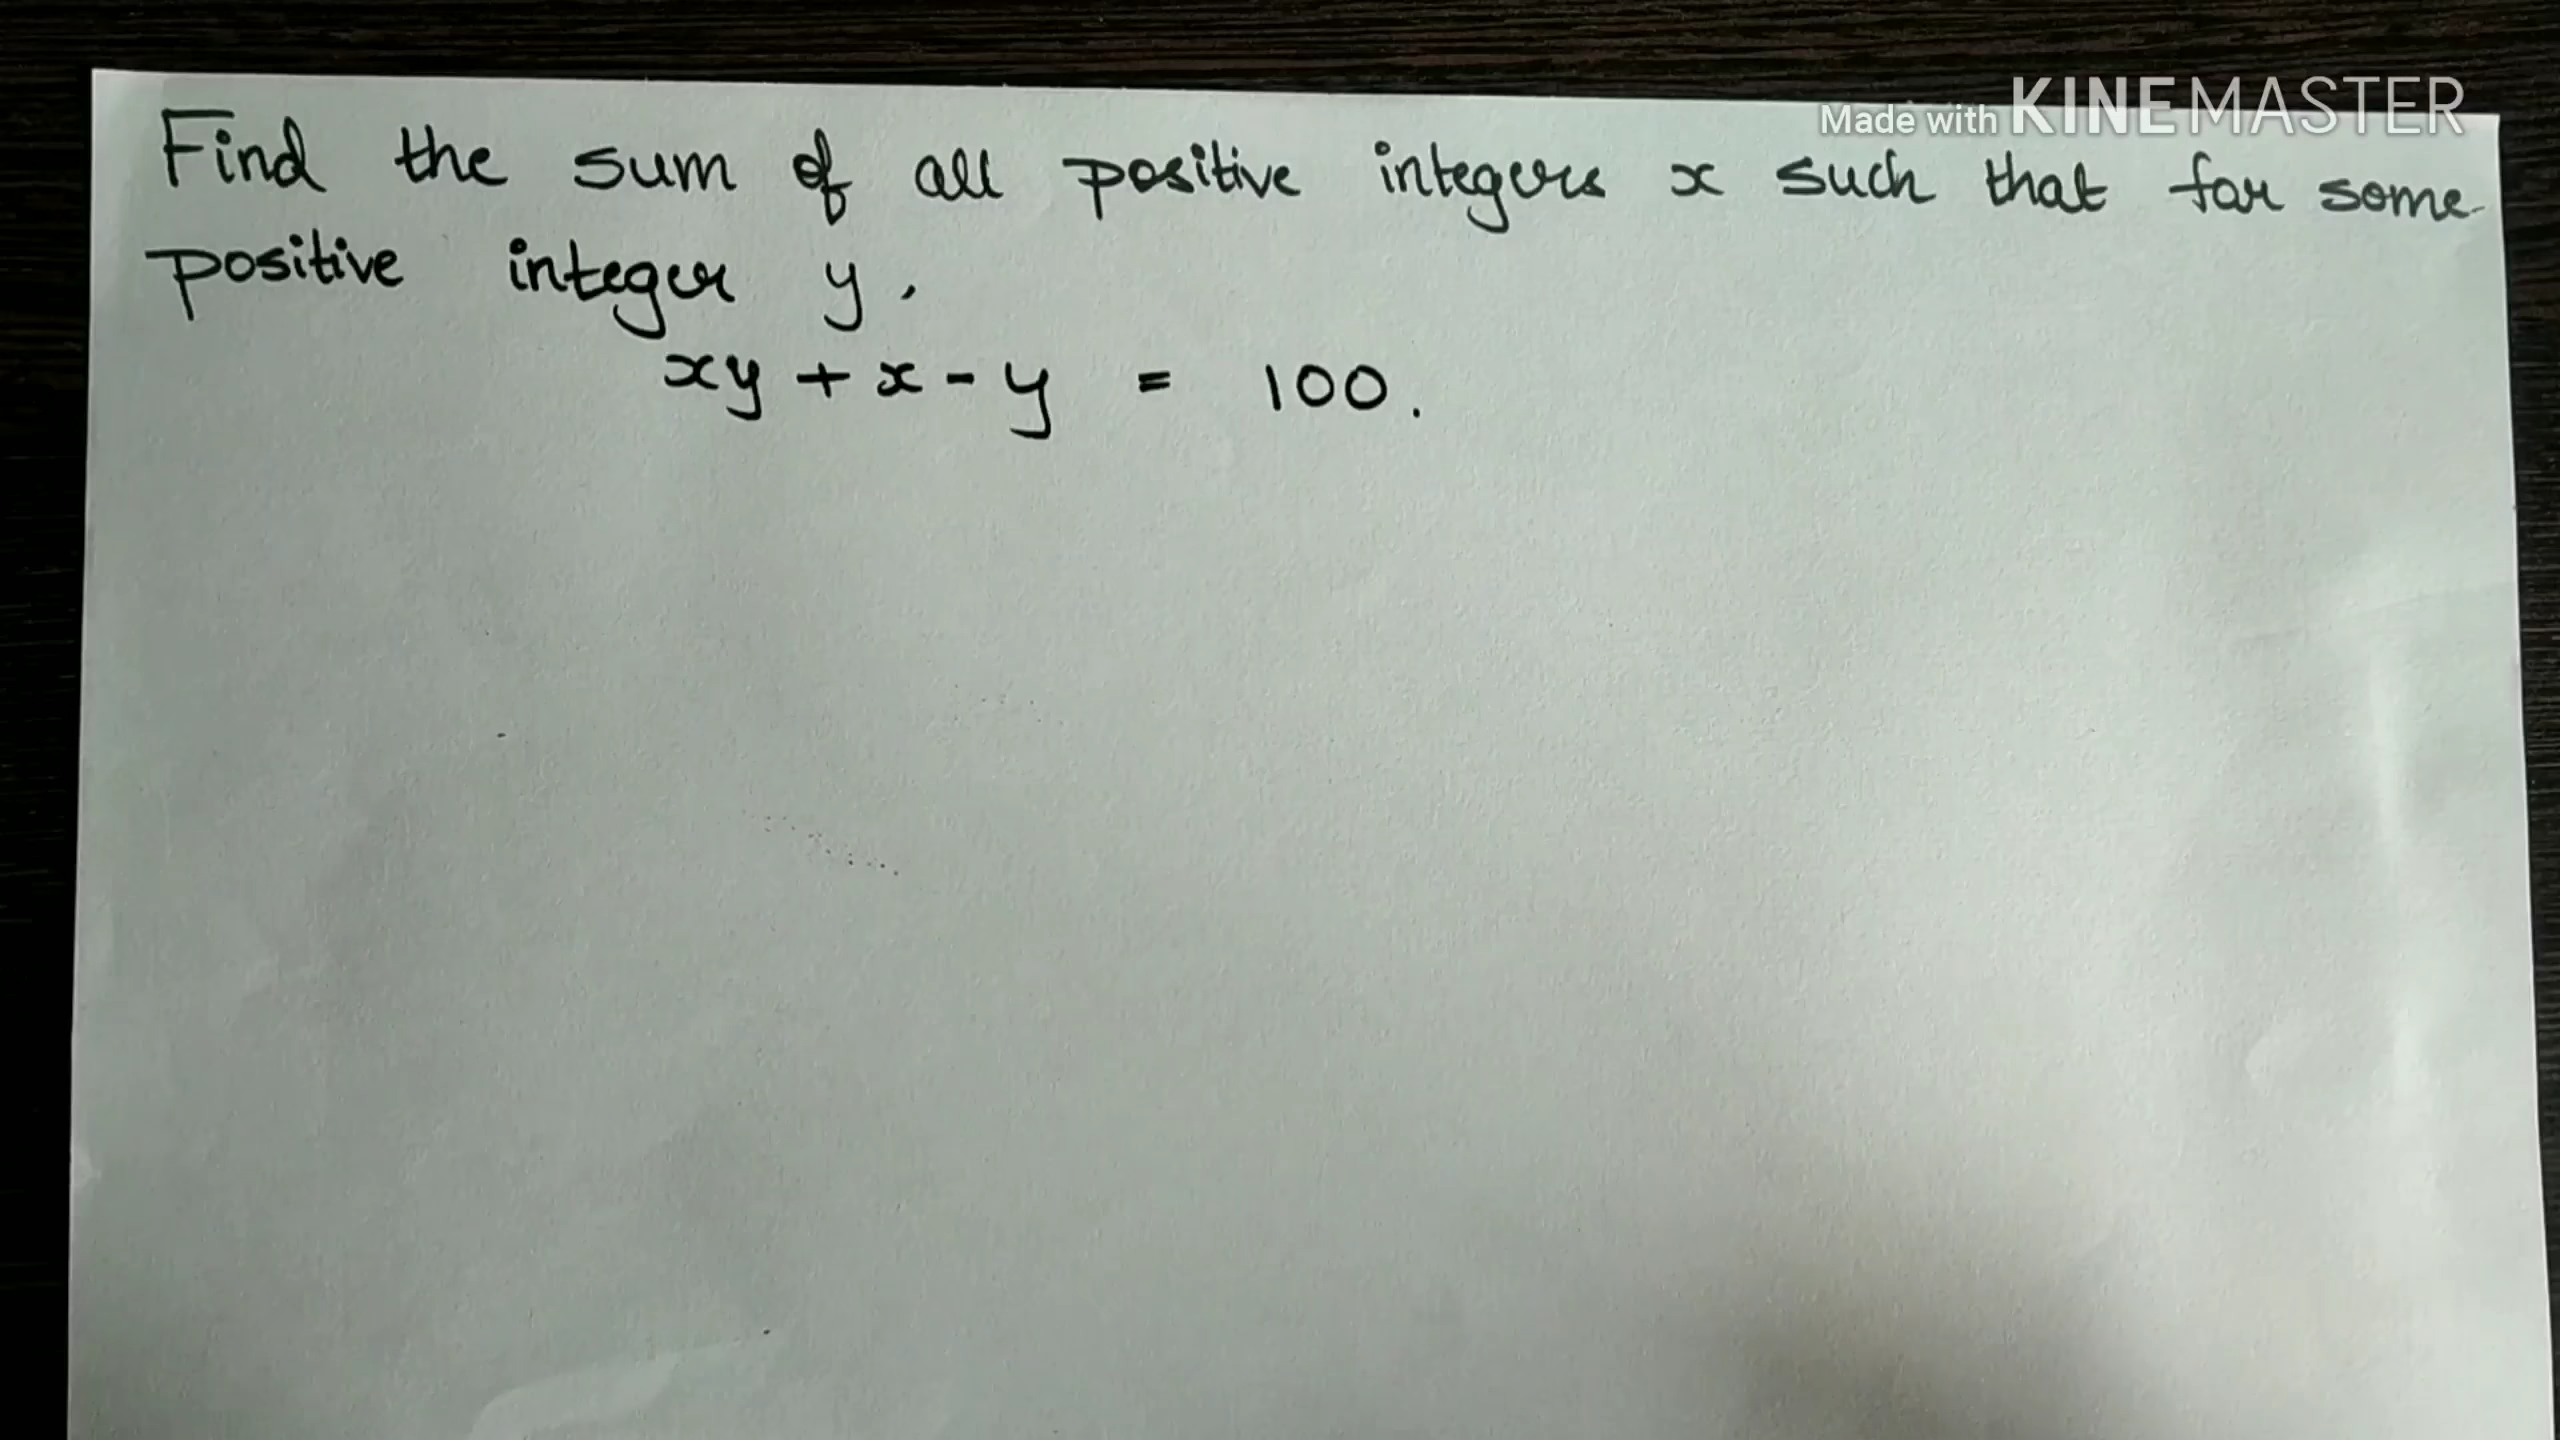 Made with KINEMASTER
Find the sum of all positive integers x such that for some
positive integer y,
xy + x - y = 100.